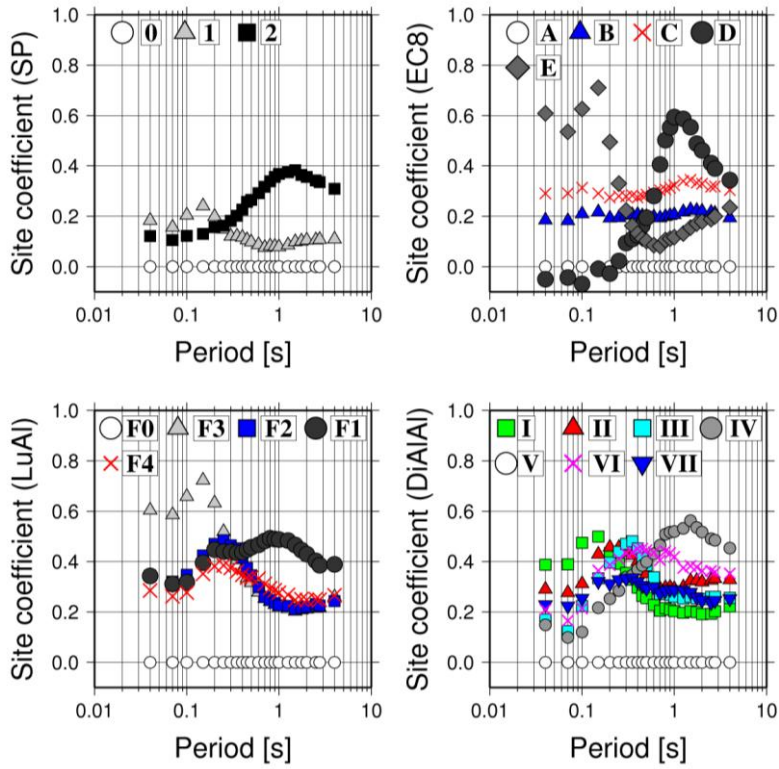 0 1 2
1.0
0.8
0.6
0.4
0.2
0.0
Site coefficient (SP)
0.01 0.1 1 10
Period [s]
A B C D
E
1.0
0.8
0.6
0.4
0.2
0.0
Site coefficient (EC8)
0.01 0.1 1 10
Period [s]
F0 F3 F2 F1
F4
1.0
0.8
0.6
0.4
0.2
0.0
Site coefficient (LuAl)
0.01 0.1 1 10
Period [s]
I II III IV
V VI VII
1.0
0.8
0.6
0.4
0.2
0.0
Site coefficient (DiAlAl)
0.01 0.1 1 10
Period [s]